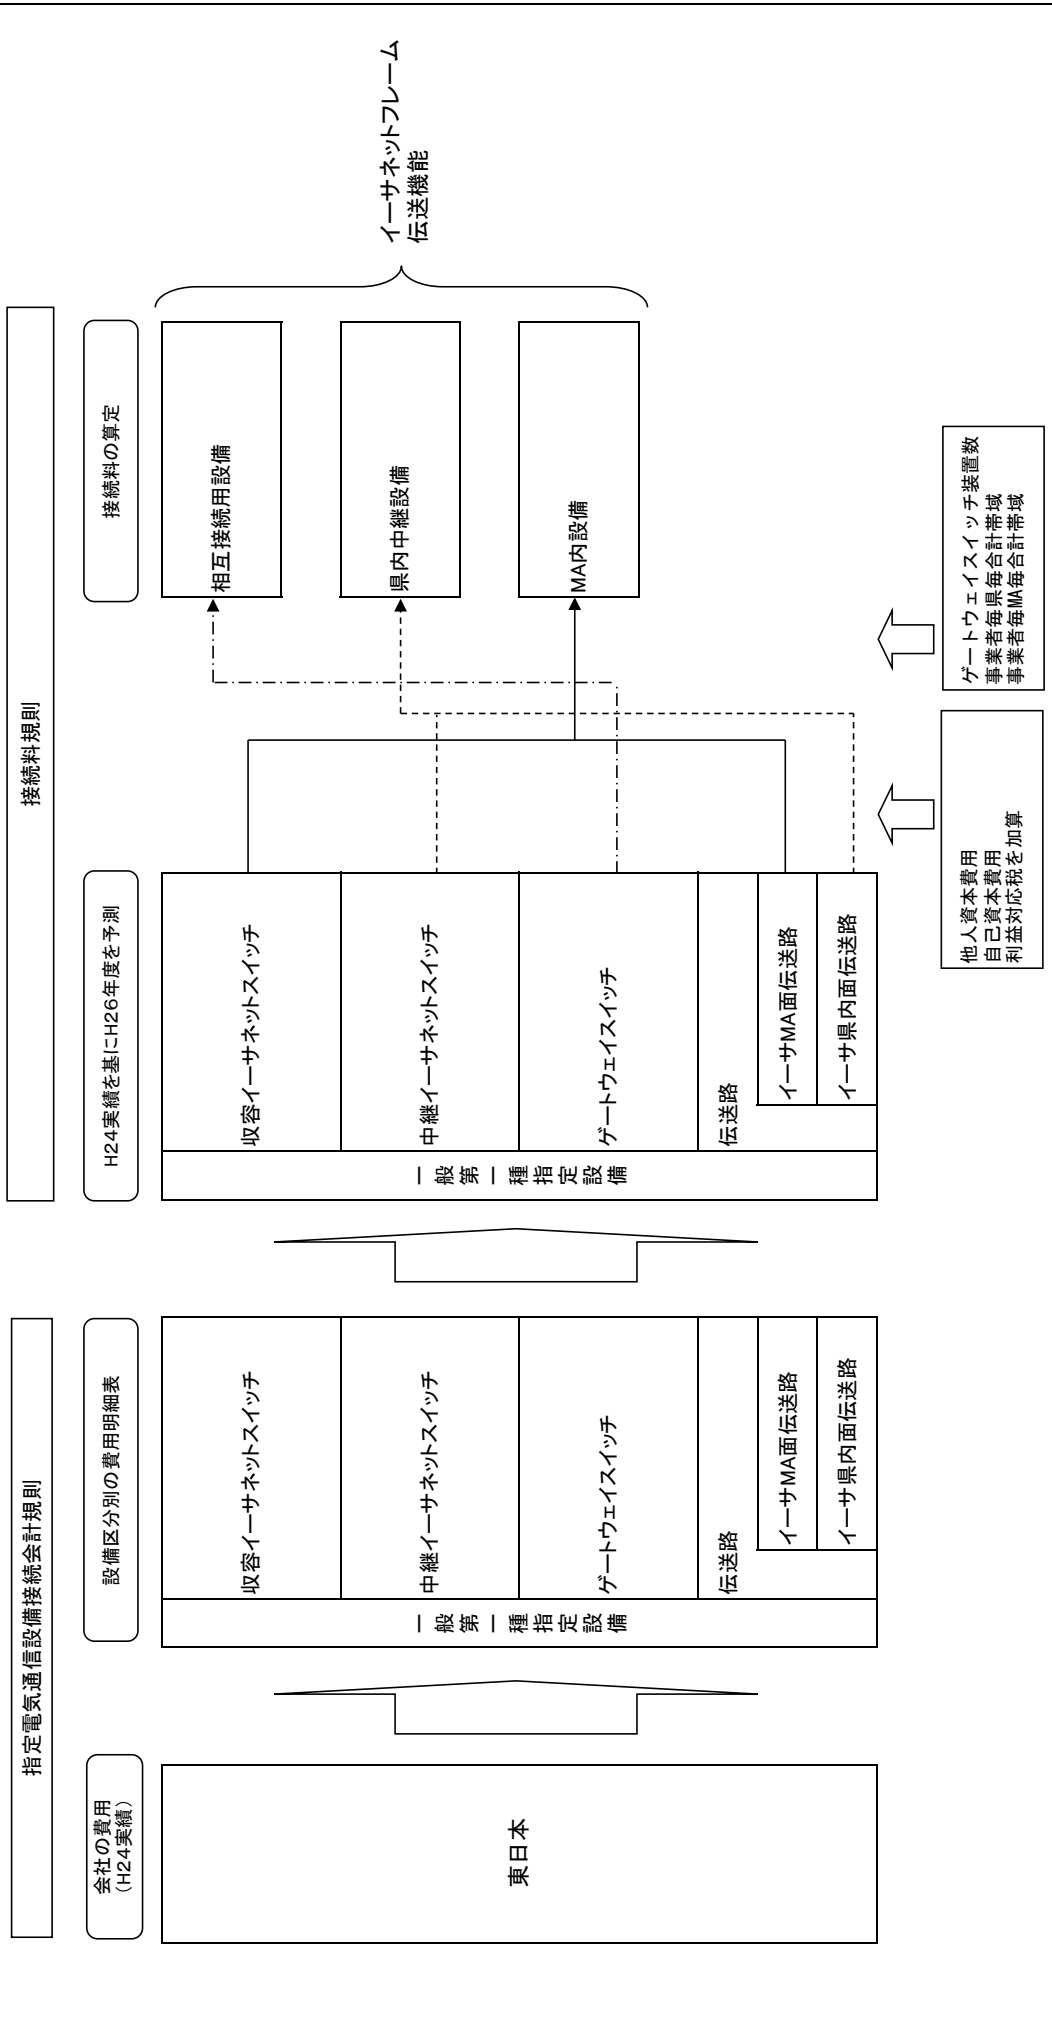 指定電気通信設備接続会計規則
接続料規則
会社の費用
（H24実績）
設備区分別の費用明細表
H24実績を基にH26年度を予測
接続料の算定
東日本
一般第一種指定設備
収容イーサネットスイッチ
中継イーサネットスイッチ
ゲートウェイスイッチ
伝送路
イーサMA面伝送路
イーサ県内面伝送路
一般第一種指定設備
収容イーサネットスイッチ
中継イーサネットスイッチ
ゲートウェイスイッチ
伝送路
イーサMA面伝送路
イーサ県内面伝送路
相互接続用設備
県内中継設備
MA内設備
イーサネットフレーム
伝送機能
他人資本費用
自己資本費用
利益対応税を加算
ゲートウェイスイッチ装置数
事業者毎県毎合計帯域
事業者毎MA毎合計帯域